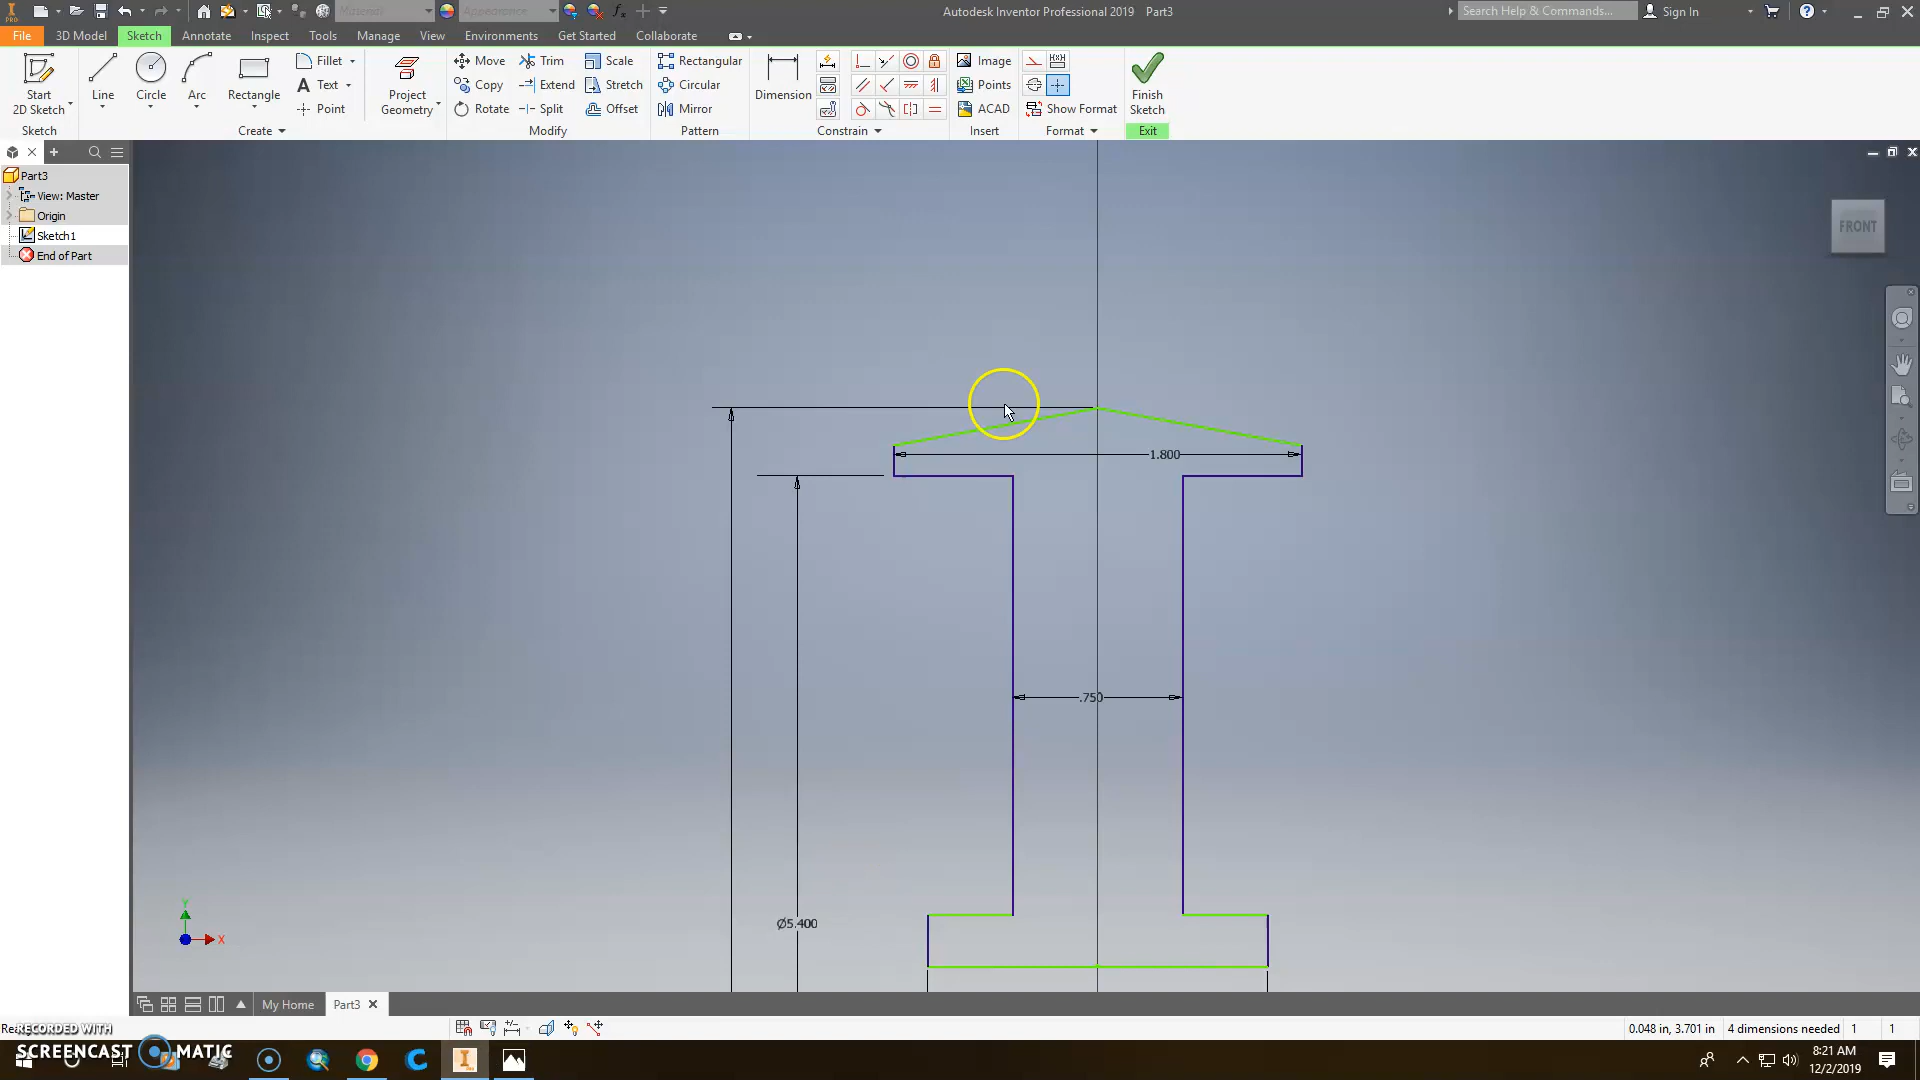 Materials
Appearance
Autodesk Inventor Professional 2019 Part3
Search Help & Commands...
Sign In
File 3D Model Sketch Annotate Inspect Tools Manage View Environments Get Started Collaborate
Start 2D Sketch
Line
Circle
Arc
Rectangle
Fillet
Text
Point
Project Geometry
Move
Copy
Rotate
Trim
Extend
Split
Scale
Stretch
Offset
Rectangular
Circular
Mirror
Dimension
Image
Points
ACAD
Show Format
Finish Sketch
Sketch Create Modify Pattern Constrain Insert Format Exit
Part3
View: Master
Origin
Sketch1
End of Part
FRONT
1.800
.750
Ø5.400
Y
X
My Home Part3
RECORDED WITH
SCREENCAST MATIC
0.048 in, 3.701 in 4 dimensions needed 1 1
8:21 AM
12/2/2019